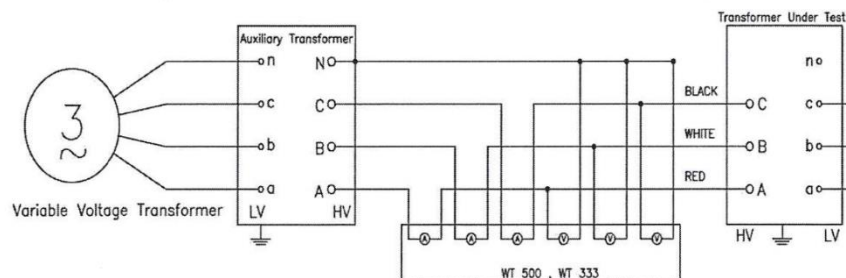 Transformer Under Test
Auxiliary Transformer
n N n
BLACK
c C C c
3
~
WHITE
b B B b
RED
a A A a
Variable Voltage Transformer
LV HV
A A A V V V
HV LV
WT 500 , WT 333